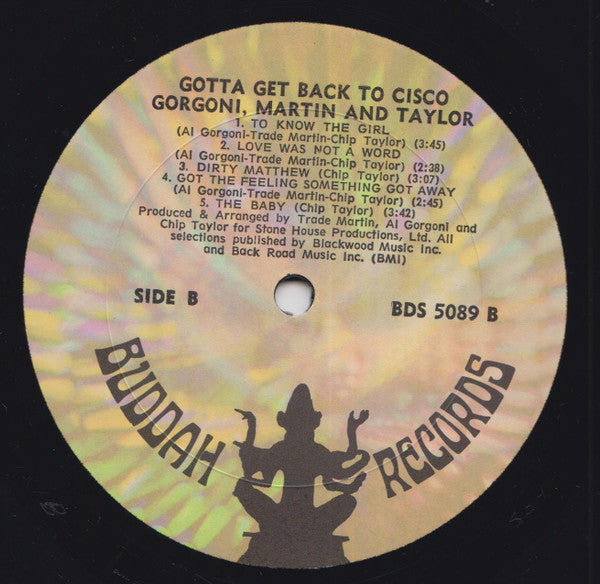 GOTTA GET BACK TO CISCO
GORGONI, MARTIN AND TAYLOR
1. TO KNOW THE GIRL
(Al Gorgoni-Trade Martin-Chip Taylor) (3:45)
2. LOVE WAS NOT A WORD
(Al Gorgoni-Trade Martin-Chip Taylor) (2:38)
3. DIRTY MATTHEW (Chip Taylor) (3:07)
4. GOT THE FEELING SOMETHING GOT AWAY
(Al Gorgoni-Trade Martin-Chip Taylor) (2:45)
5. THE BABY (Chip Taylor) (3:42)
Produced & Arranged by Trade Martin, Al Gorgoni and
Chip Taylor for Stone House Productions, Ltd. All
selections published by Blackwood Music Inc.
and Back Road Music Inc. (BMI)
SIDE B
BDS 5089 B
BUDDAH RECORDS